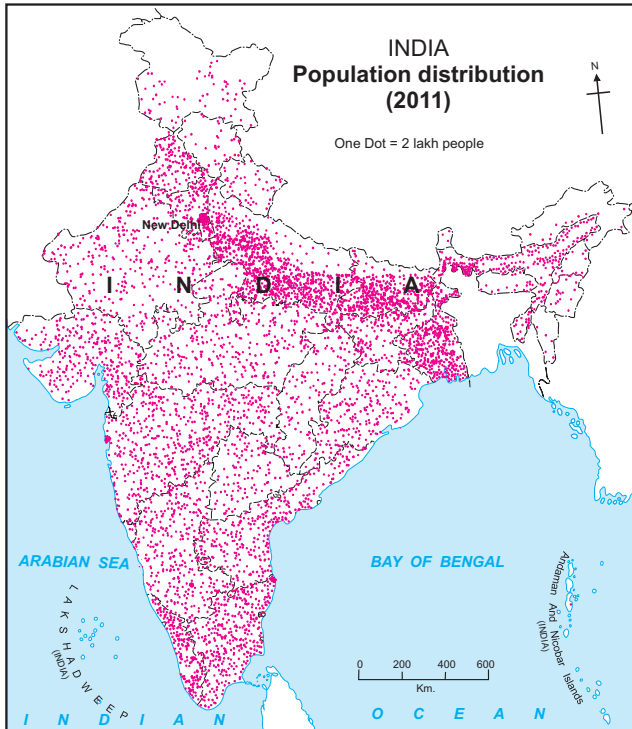 INDIA
Population distribution
(2011)
N
One Dot = 2 lakh people
New Delhi
I N D I A
ARABIAN SEA
BAY OF BENGAL
LAKSHADWEEP
(INDIA)
Andaman And Nicobar Islands
(INDIA)
0 200 400 600
Km.
I N D I A N
O C E A N